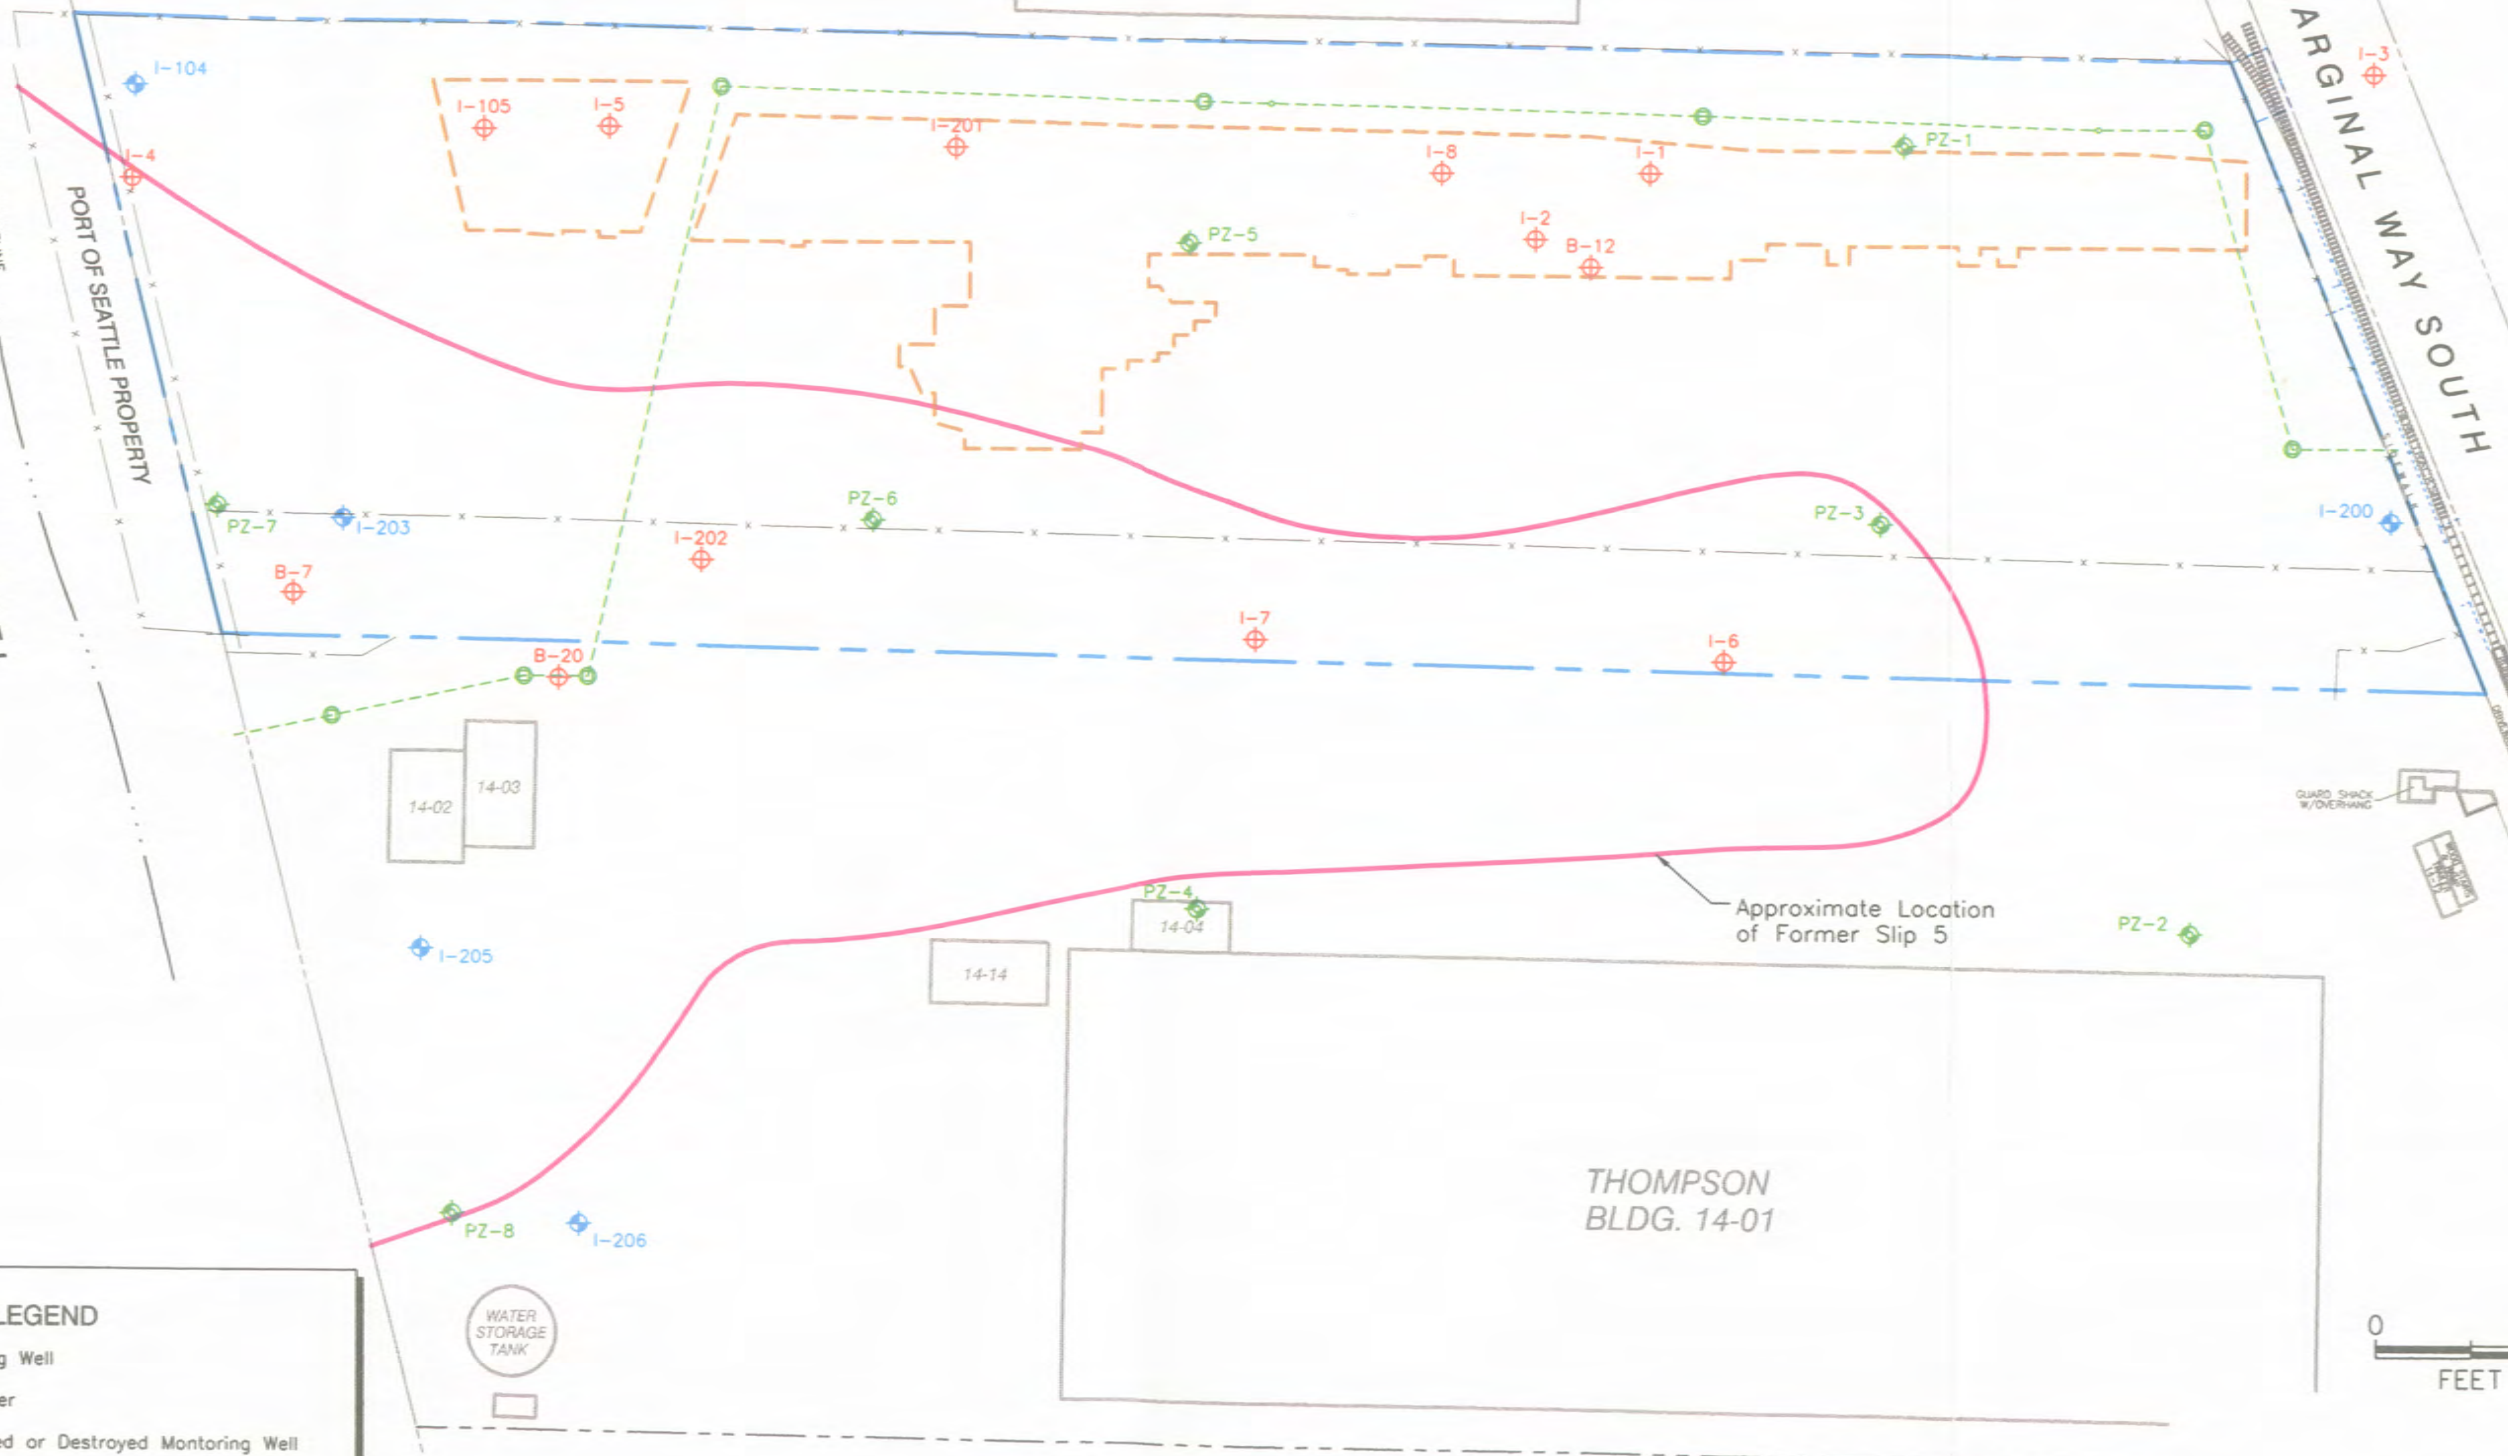 I-104
I-105
I-5
I-201
I-8
I-1
PZ-1
I-3
ARGINAL WAY SOUTH
I-4
PORT OF SEATTLE PROPERTY
PZ-5
I-2
B-12
PZ-7
I-203
PZ-6
I-202
PZ-3
I-200
SIDEWALK
B-7
I-7
I-6
B-20
14-03
14-02
GUARD SHACK
W/OVERHANG
PZ-4
14-04
14-14
Approximate Location
of Former Slip 5
PZ-2
I-205
THOMPSON
BLDG. 14-01
PZ-8
I-206
WATER
STORAGE
TANK
LEGEND
g Well
er
ed or Destroyed Montoring Well
0
FEET